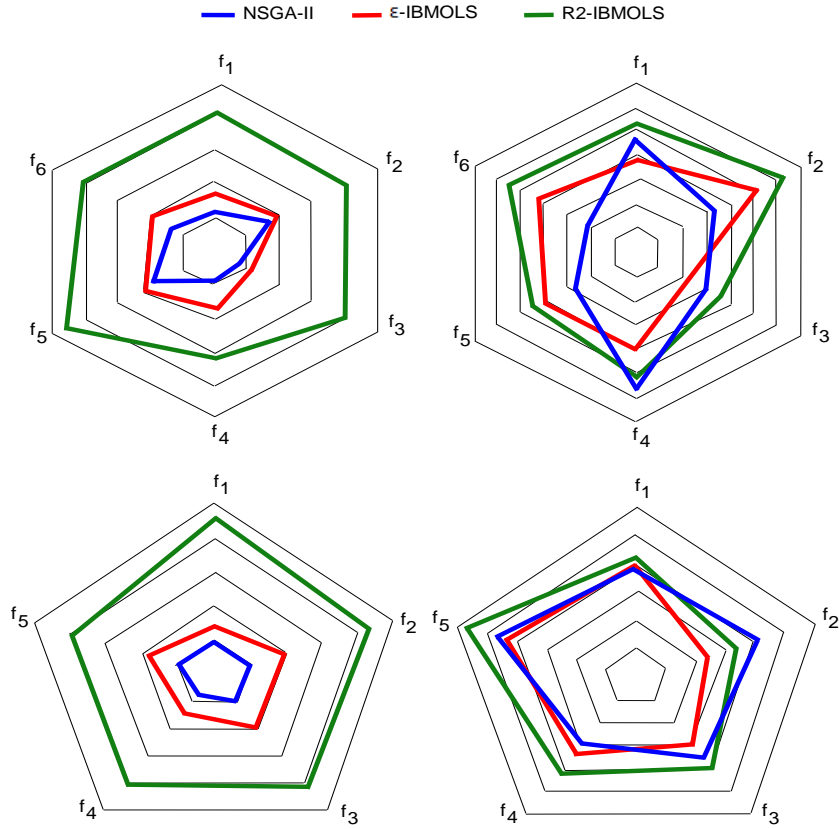 NSGA-II ε-IBMOLS R2-IBMOLS
f1 f1
f6 f2 f6 f2
f5 f3 f5 f3
f4 f4
f1 f1
f5 f2 f5 f2
f4 f3 f4 f3